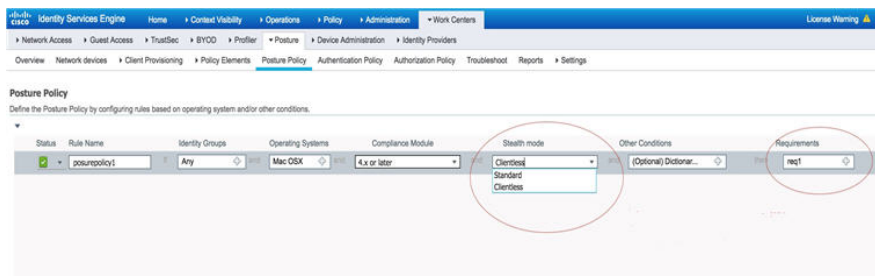 cisco Identity Services Engine Home Context Visibility Operations Policy Administration Work Centers License Warning
Network Access Guest Access TrustSec BYOD Profiler Posture Device Administration Identity Providers
Overview Network devices Client Provisioning Policy Elements Posture Policy Authentication Policy Authorization Policy Troubleshoot Reports Settings
Posture Policy
Define the Posture Policy by configuring rules based on operating system and/or other conditions.
Status Rule Name Identity Groups Operating Systems Compliance Module Stealth mode Other Conditions Requirements
posurepolicy1 If Any and Mac OSX and 4.x or later and Clientless and (Optional) Dictionar... then req1
Standard
Clientless